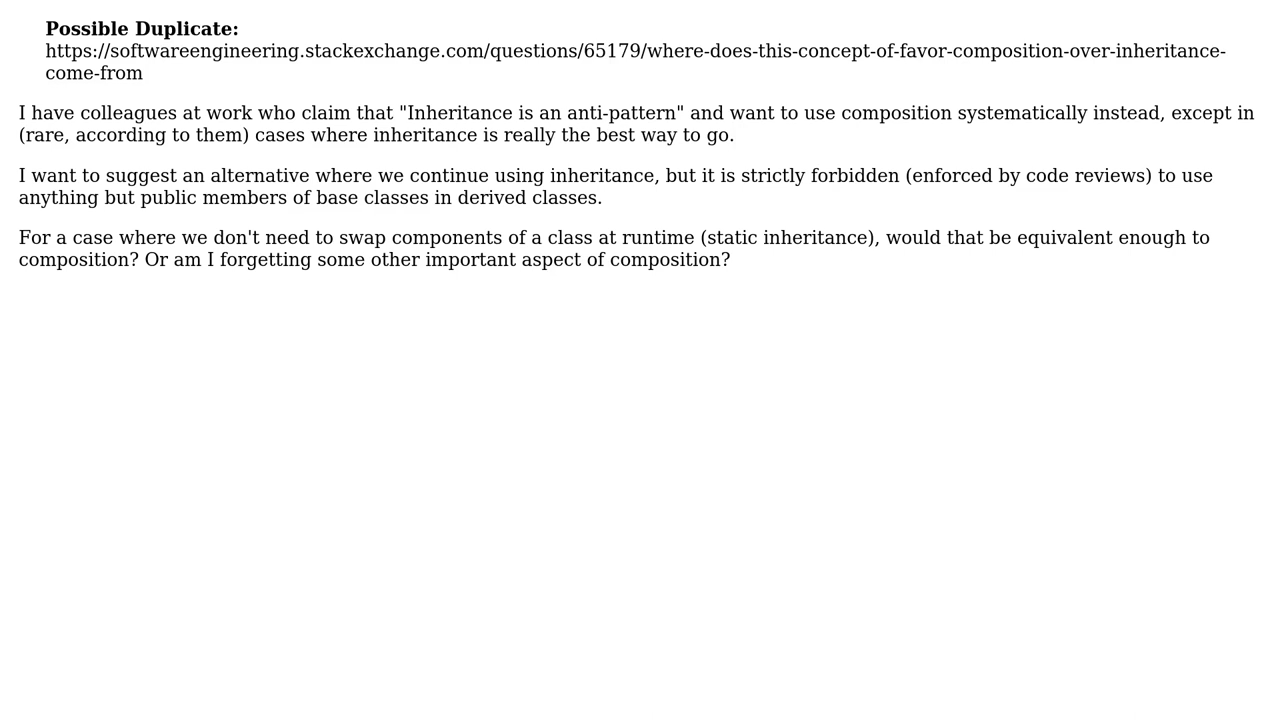 Possible Duplicate:
https://softwareengineering.stackexchange.com/questions/65179/where-does-this-concept-of-favor-composition-over-inheritance-
come-from
I have colleagues at work who claim that "Inheritance is an anti-pattern" and want to use composition systematically instead, except in
(rare, according to them) cases where inheritance is really the best way to go.
I want to suggest an alternative where we continue using inheritance, but it is strictly forbidden (enforced by code reviews) to use
anything but public members of base classes in derived classes.
For a case where we don't need to swap components of a class at runtime (static inheritance), would that be equivalent enough to
composition? Or am I forgetting some other important aspect of composition?